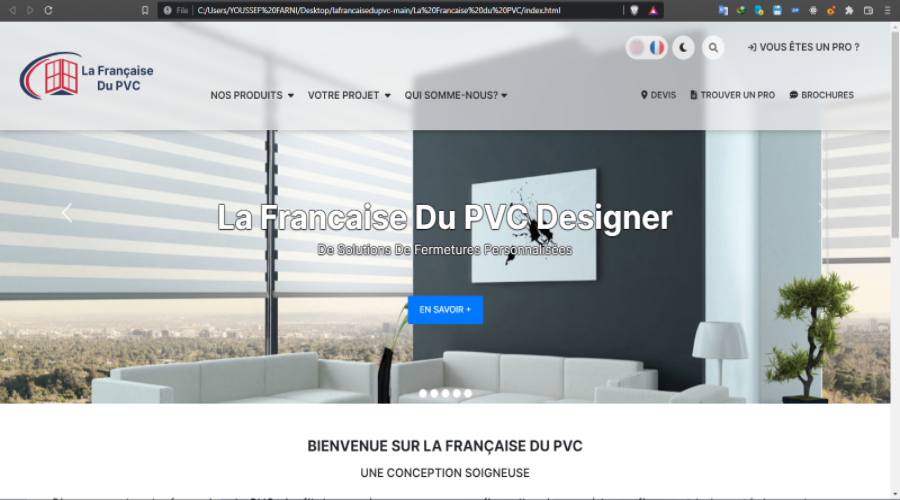 File C:/Users/YOUSSEF%20FARNI/Desktop/lafrancaisedupvc-main/La%20Francaise%20du%20PVC/index.html
VOUS ÊTES UN PRO ?
La Française
Du PVC
NOS PRODUITS VOTRE PROJET QUI SOMME-NOUS? DEVIS TROUVER UN PRO BROCHURES
La Francaise Du PVC Designer
De Solutions De Fermetures Personnalisées
EN SAVOIR +
BIENVENUE SUR LA FRANÇAISE DU PVC
UNE CONCEPTION SOIGNEUSE